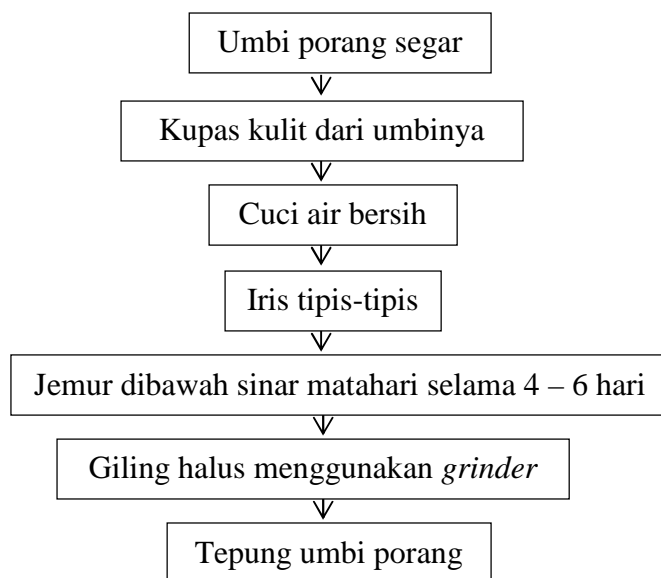 Umbi porang segar
Kupas kulit dari umbinya
Cuci air bersih
Iris tipis-tipis
Jemur dibawah sinar matahari selama 4 – 6 hari
Giling halus menggunakan grinder
Tepung umbi porang